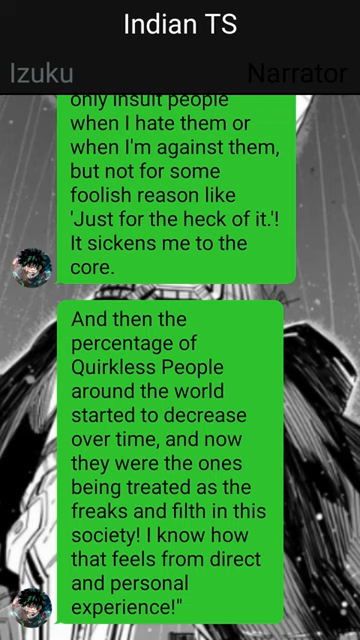 Indian TS
Izuku Narrator
only insult people
when I hate them or
when I'm against them,
but not for some
foolish reason like
'Just for the heck of it.'!
It sickens me to the
core.
And then the
percentage of
Quirkless People
around the world
started to decrease
over time, and now
they were the ones
being treated as the
freaks and filth in this
society! I know how
that feels from direct
and personal
experience!"